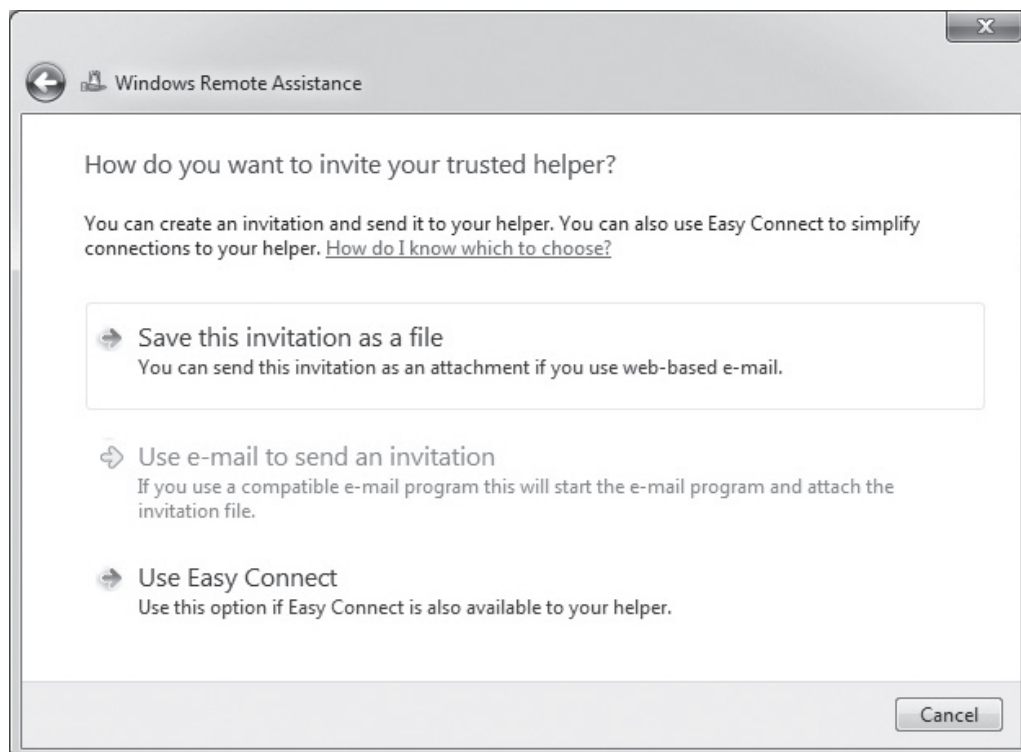 Windows Remote Assistance
How do you want to invite your trusted helper?
You can create an invitation and send it to your helper. You can also use Easy Connect to simplify
connections to your helper. How do I know which to choose?
Save this invitation as a file
You can send this invitation as an attachment if you use web-based e-mail.
Use e-mail to send an invitation
If you use a compatible e-mail program this will start the e-mail program and attach the
invitation file.
Use Easy Connect
Use this option if Easy Connect is also available to your helper.
Cancel